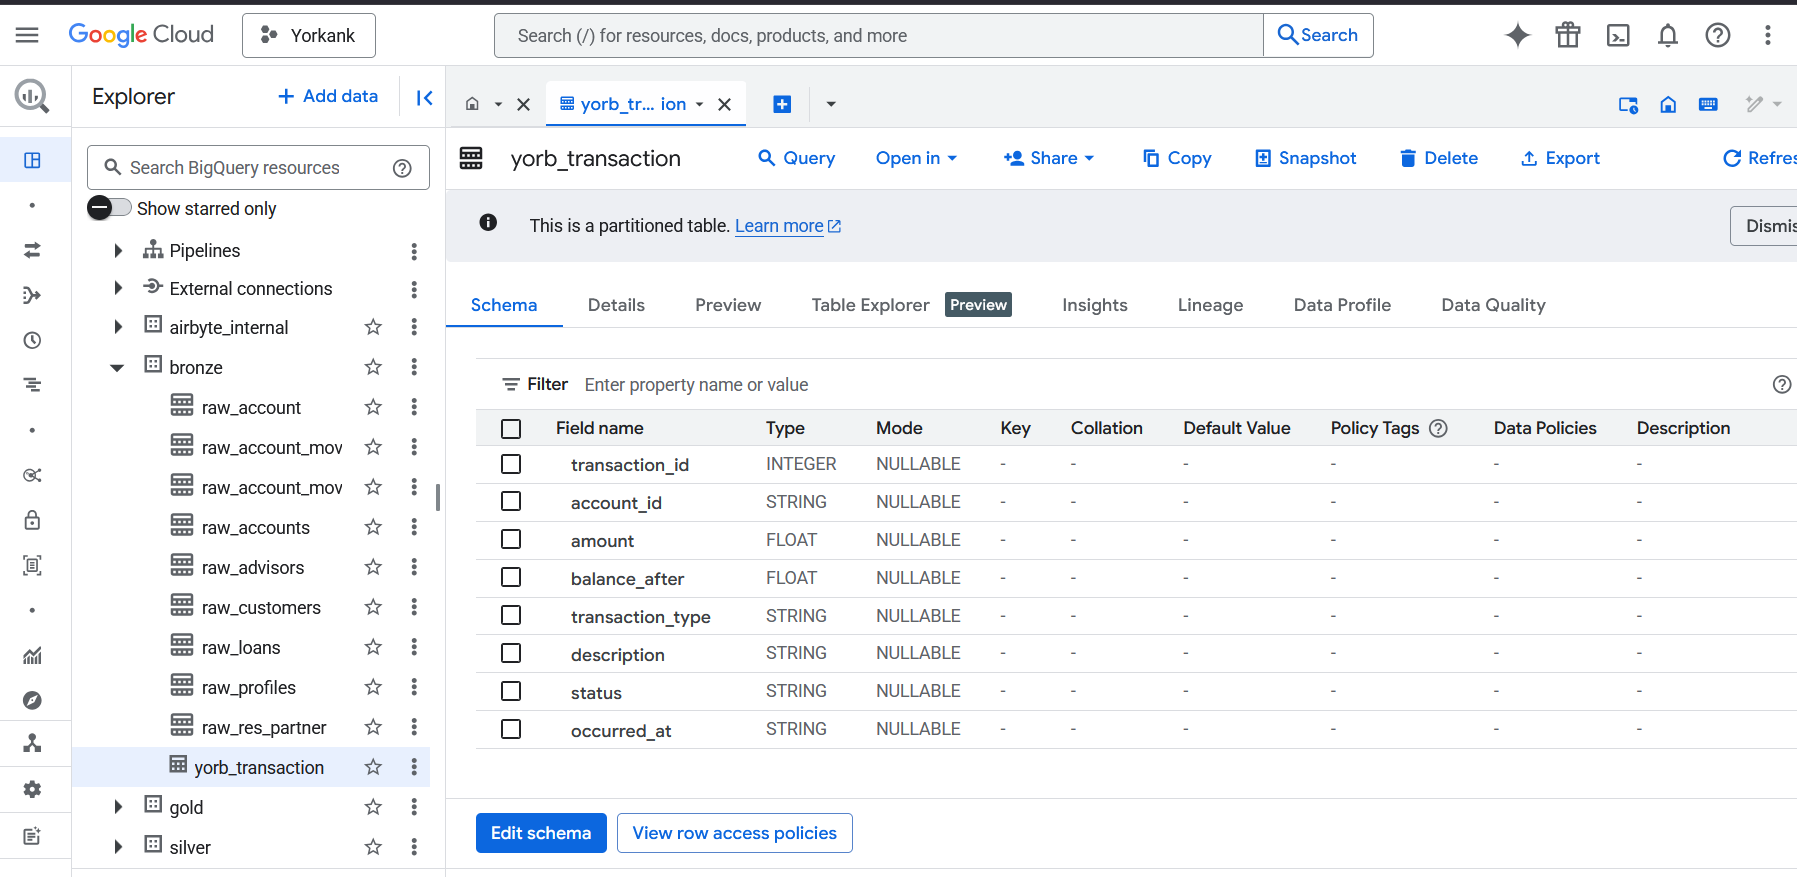 Google Cloud
Yorkank
Search (/) for resources, docs, products, and more
Search
Explorer
+ Add data
yorb_tr... ion
Search BigQuery resources
Show starred only
Pipelines
External connections
airbyte_internal
bronze
raw_account
raw_account_mov
raw_account_mov
raw_accounts
raw_advisors
raw_customers
raw_loans
raw_profiles
raw_res_partner
yorb_transaction
gold
silver
yorb_transaction
Query
Open in
Share
Copy
Snapshot
Delete
Export
Refres
This is a partitioned table. Learn more
Dismis
Schema
Details
Preview
Table Explorer Preview
Insights
Lineage
Data Profile
Data Quality
Filter Enter property name or value
Field name Type Mode Key Collation Default Value Policy Tags Data Policies Description
transaction_id INTEGER NULLABLE - - - - - -
account_id STRING NULLABLE - - - - - -
amount FLOAT NULLABLE - - - - - -
balance_after FLOAT NULLABLE - - - - - -
transaction_type STRING NULLABLE - - - - - -
description STRING NULLABLE - - - - - -
status STRING NULLABLE - - - - - -
occurred_at STRING NULLABLE - - - - - -
Edit schema
View row access policies